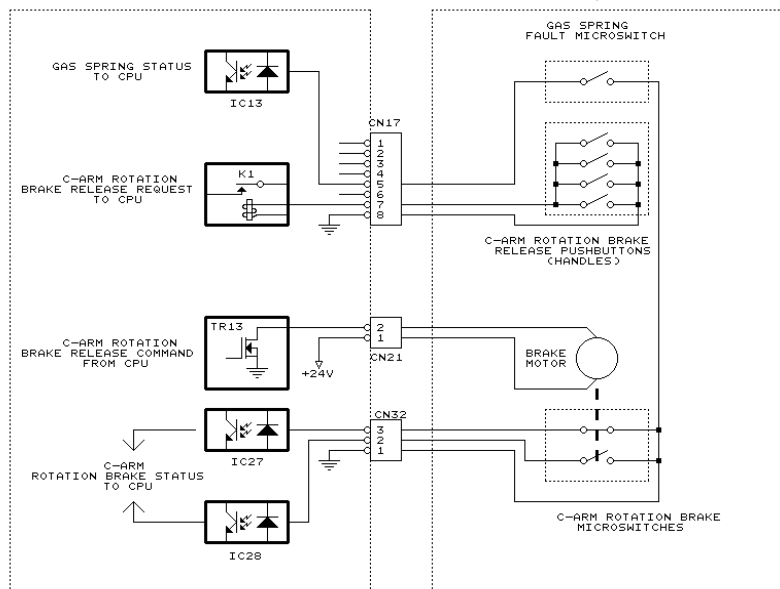 GAS SPRING
FAULT MICROSWITCH
GAS SPRING STATUS
TO CPU
IC13
CN17
1
2
3
4
5
6
7
8
C-ARM ROTATION
BRAKE RELEASE REQUEST
TO CPU
K1
C-ARM ROTATION BRAKE
RELEASE PUSHBUTTONS
(HANDLES)
C-ARM ROTATION
BRAKE RELEASE COMMAND
FROM CPU
TR13
+24V
2
1
CN21
BRAKE
MOTOR
CN32
3
2
1
IC27
C-ARM
ROTATION BRAKE STATUS
TO CPU
IC28
C-ARM ROTATION BRAKE
MICROSWITCHES